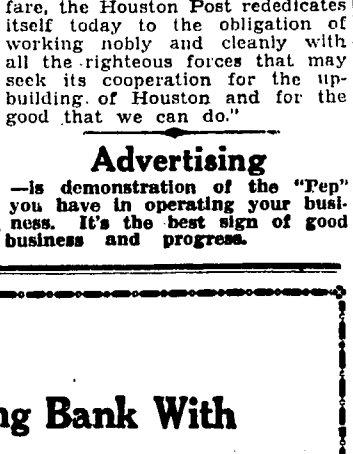 fare, the Houston Post rededicates
itself today to the obligation of
working nobly and cleanly with
all the righteous forces that may
seek its cooperation for the up-
building of Houston and for the
good that we can do."
Advertising
—is demonstration of the "Pep"
you have in operating your busi-
ness. It's the best sign of good
business and progress.
ng Bank With